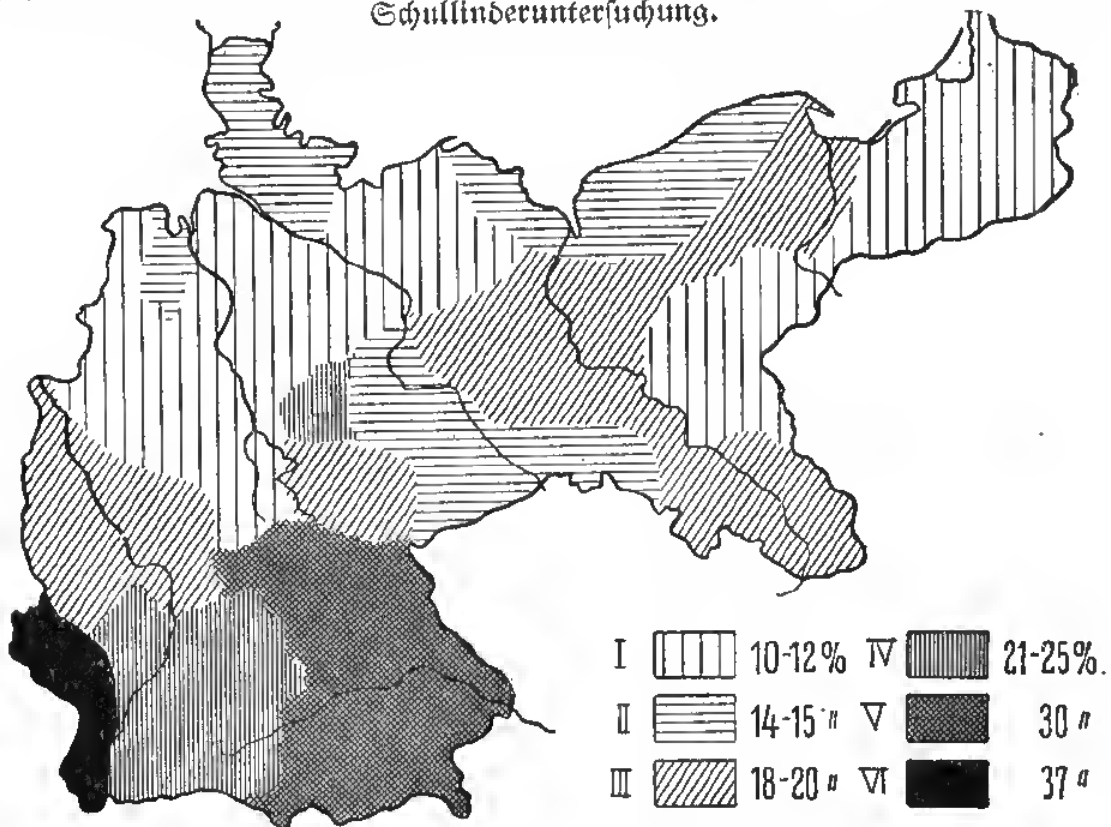 Schulkinderuntersuchung.
I 10-12% IV 21-25%.
II 14-15 " V 30 "
III 18-20 " VI 37 "